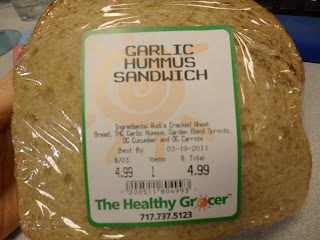 GARLIC
HUMMUS
SANDWICH
Ingredients: Rudi's Cracked Wheat
Bread, THG Garlic Hummus, Garden Blend Sprouts,
OG Cucumber and OG Carrots
Best By 03-19-2011
$/01 Items $ Total
4.99 1 4.99
200511 804993
The Healthy Grocer
717.737.5123